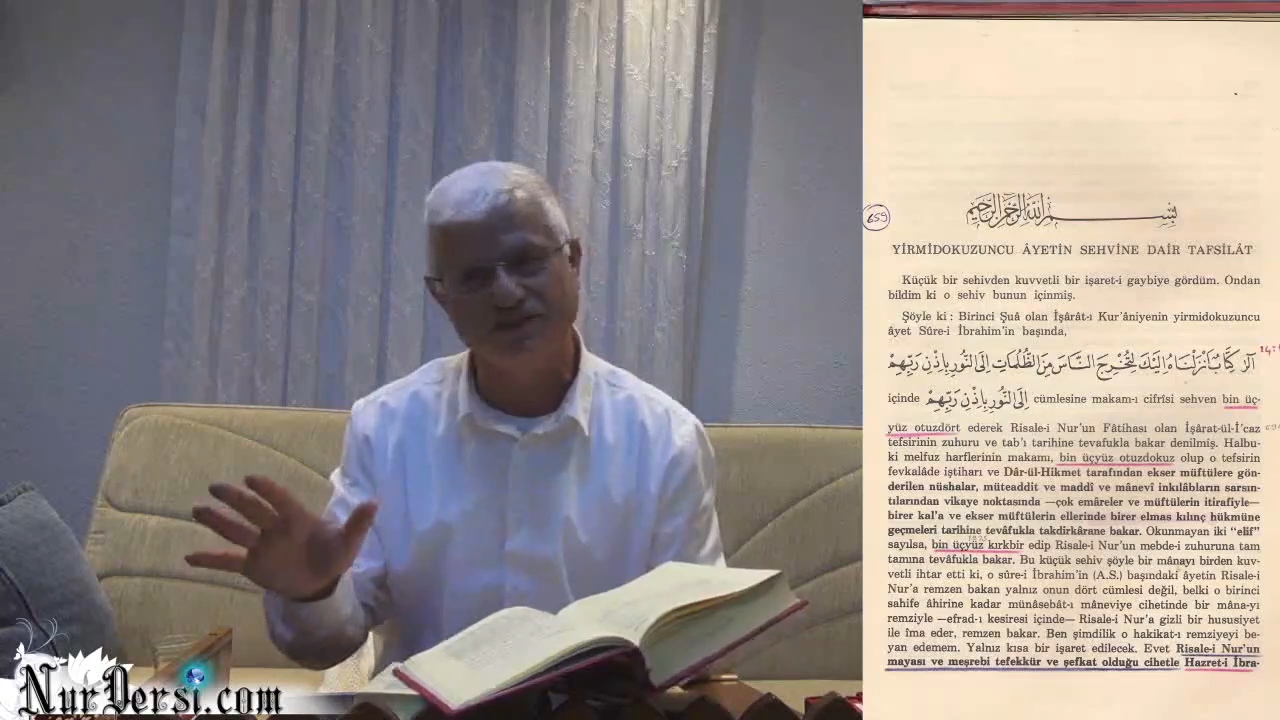 659
بِسْمِ اللّٰهِ الرَّحْمٰنِ الرَّحِيمِ
YİRMİDOKUZUNCU ÂYETİN SEHVİNE DAİR TAFSİLÂT
Küçük bir sehivden kuvvetli bir işaret-i gaybiye gördüm. Ondan
bildim ki o sehiv bunun içinmiş.
Şöyle ki : Birinci Şuâ olan İşârât-ı Kur'âniyenin yirmidokuzuncu
âyet Sûre-i İbrahim'in başında,
الٓرٰ كِتَابٌ اَنْزَلْنَاهُ اِلَيْكَ لِتُخْرِجَ النَّاسَ مِنَ الظُّلُمَاتِ اِلَى النُّورِ بِاِذْنِ رَبِّهِمْ
içinde اِلَى النُّورِ بِاِذْنِ رَبِّهِمْ cümlesine makam-ı cifrîsi sehven bin üç-
yüz otuzdört ederek Risale-i Nur'un Fâtihası olan İşarat-ül-İ'caz
tefsirinin zuhuru ve tab'ı tarihine tevafukla bakar denilmiş. Halbu-
ki melfuz harflerinin makamı, bin üçyüz otuzdokuz olup o tefsirin
fevkalâde iştiharı ve Dâr-ül-Hikmet tarafından ekser müftülere gön-
derilen nüshalar, müteaddit ve maddî ve mânevî inkılâbların sarsın-
tılarından vikaye noktasında —çok emâreler ve müftülerin itirafiyle—
birer kal'a ve ekser müftülerin ellerinde birer elmas kılınç hükmüne
geçmeleri tarihine tevâfukla takdirkârane bakar. Okunmayan iki "elif"
sayılsa, bin üçyüz kırkbir edip Risale-i Nur'un mebde-i zuhuruna tam
tamına tevâfukla bakar. Bu küçük sehiv şöyle bir mânayı birden kuv-
vetli ihtar etti ki, o sûre-i İbrahim'in (A.S.) başındaki âyetin Risale-i
Nur'a remzen bakan yalnız onun dört cümlesi değil, belki o birinci
sahife âhirine kadar münâsebât-ı mâneviye cihetinde bir mâna-yı
remziyle —efrad-ı kesiresi içinde— Risale-i Nur'a gizli bir hususiyet
ile îma eder, remzen bakar. Ben şimdilik o hakikat-ı remziyeyi be-
yan edemem. Yalnız kısa bir işaret edilecek. Evet Risale-i Nur'un
mayası ve meşrebi tefekkür ve şefkat olduğu cihetle Hazret-i İbra-
NurDersi.com